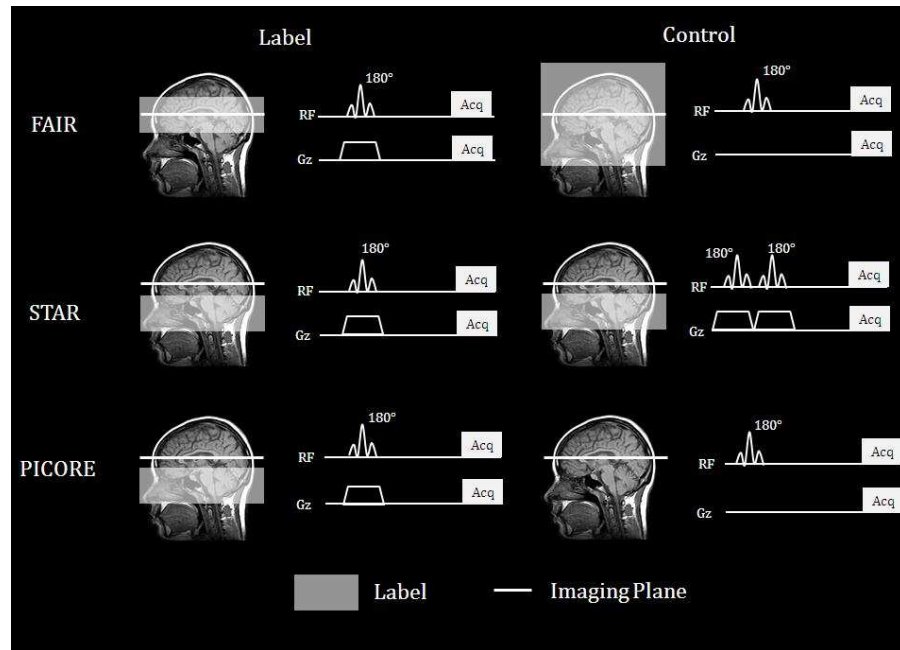 Label Control
FAIR
180°
RF Acq
Gz Acq
180°
RF Acq
Gz Acq
STAR
180°
RF Acq
Gz Acq
180° 180°
RF Acq
Gz Acq
PICORE
180°
RF Acq
Gz Acq
180°
RF Acq
Gz Acq
Label Imaging Plane